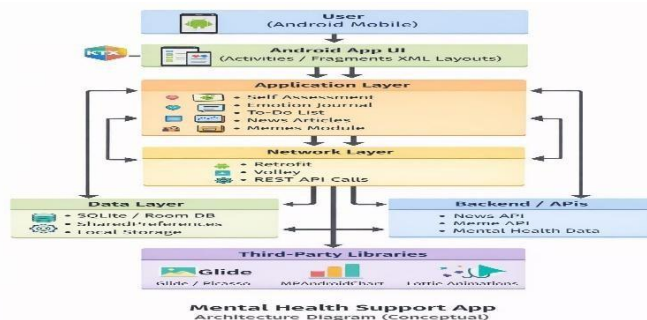 User
(Android Mobile)
KTX
Android App UI
(Activities / Fragments XML Layouts)
Application Layer
• Self Assessment
• Emotion Journal
• To-Do List
• News Articles
• Memes Module
Network Layer
• Retrofit
• Volley
• REST API Calls
Data Layer
• SQLite / Room DB
• SharedPreferences
• Local Storage
Backend / APIs
• News API
• Meme API
• Mental Health Data
Third-Party Libraries
Glide
Glide / Picasso
MPAndroidChart
Lottie Animations
Mental Health Support App
Architecture Diagram (Conceptual)